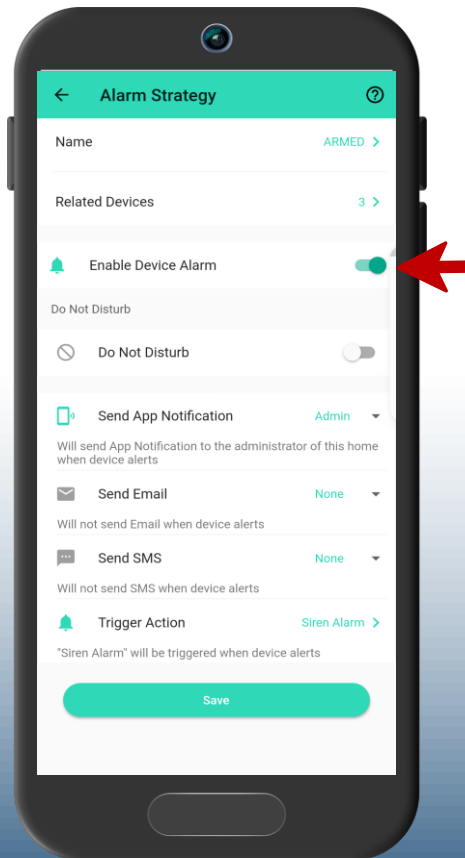 Alarm Strategy
Name
ARMED
Related Devices
3
Enable Device Alarm
Do Not Disturb
Do Not Disturb
Send App Notification
Admin
Will send App Notification to the administrator of this home
when device alerts
Send Email
None
Will not send Email when device alerts
Send SMS
None
Will not send SMS when device alerts
Trigger Action
Siren Alarm
"Siren Alarm" will be triggered when device alerts
Save